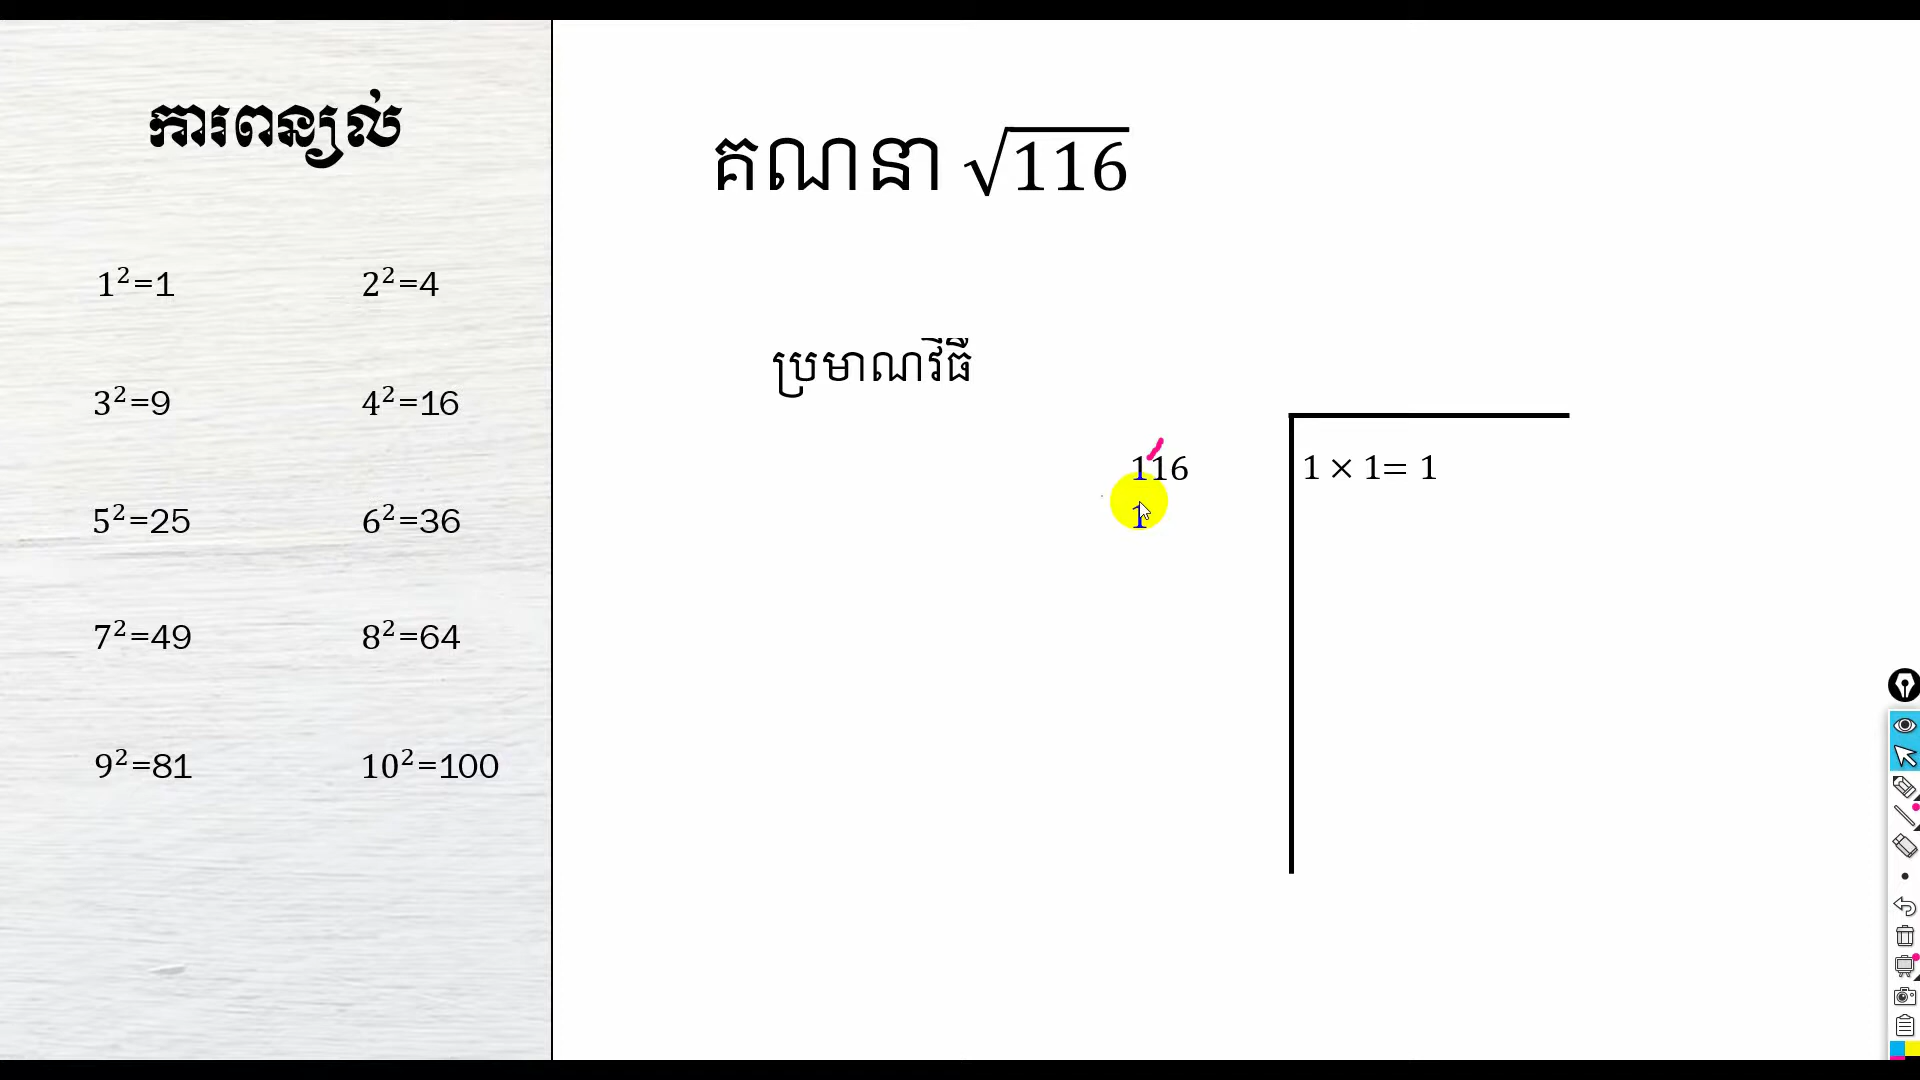 ការពន្យល់
1²=1 2²=4
3²=9 4²=16
5²=25 6²=36
7²=49 8²=64
9²=81 10²=100
គណនា √116
ប្រមាណវិធី
116
1
1 × 1= 1